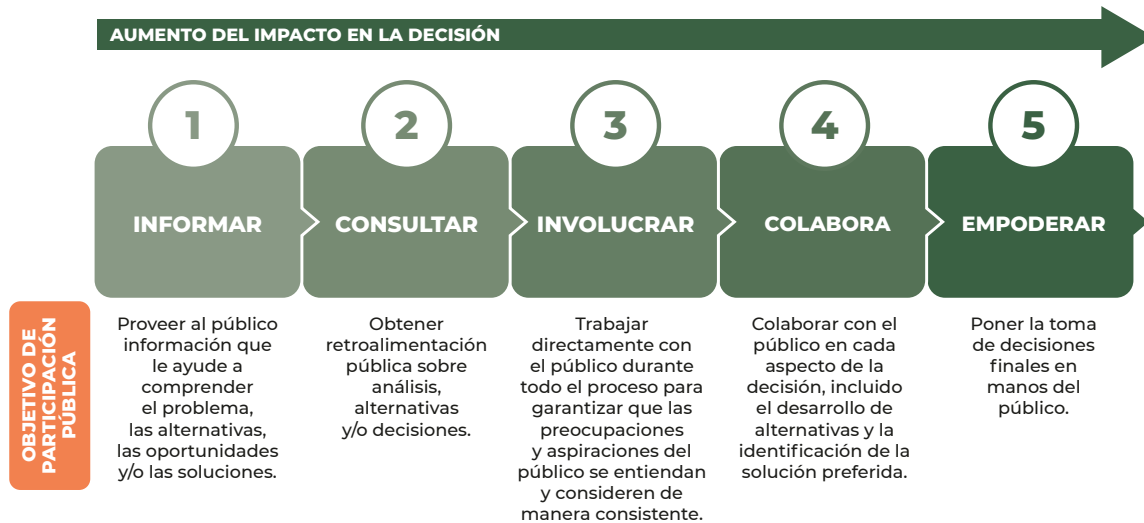 AUMENTO DEL IMPACTO EN LA DECISIÓN
1
2
3
4
5
INFORMAR
CONSULTAR
INVOLUCRAR
COLABORA
EMPODERAR
OBJETIVO DE
PARTICIPACIÓN
PÚBLICA
Proveer al público
información que
le ayude a
comprender
el problema,
las alternativas,
las oportunidades
y/o las soluciones.
Obtener
retroalimentación
pública sobre
análisis,
alternativas
y/o decisiones.
Trabajar
directamente con
el público durante
todo el proceso para
garantizar que las
preocupaciones
y aspiraciones del
público se entiendan
y consideren de
manera consistente.
Colaborar con el
público en cada
aspecto de la
decisión, incluido
el desarrollo de
alternativas y la
identificación de la
solución preferida.
Poner la toma
de decisiones
finales en
manos del
público.